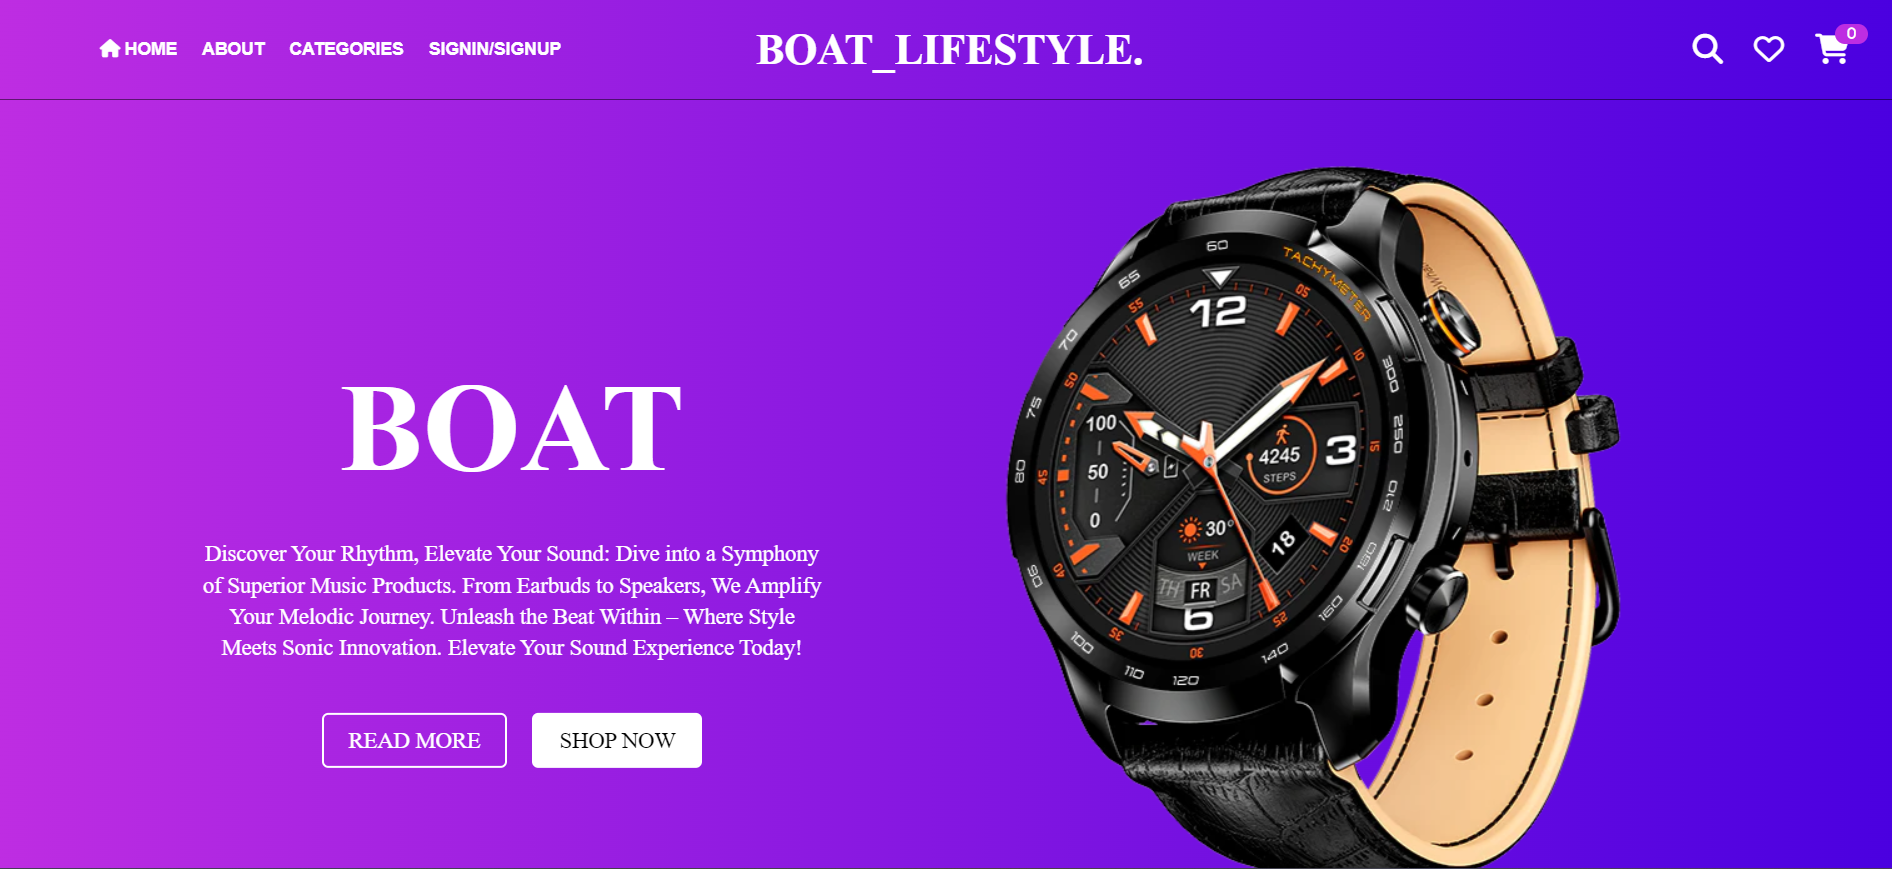 HOME ABOUT CATEGORIES SIGNIN/SIGNUP
BOAT_LIFESTYLE.
0
BOAT
Discover Your Rhythm, Elevate Your Sound: Dive into a Symphony
of Superior Music Products. From Earbuds to Speakers, We Amplify
Your Melodic Journey. Unleash the Beat Within – Where Style
Meets Sonic Innovation. Elevate Your Sound Experience Today!
READ MORE
SHOP NOW
TACHYMETER
60
65
70
75
80
90
100
110
120
140
160
180
210
250
300
12
05
10
15
20
25
30
35
40
45
50
55
3
6
100
50
0
4245
STEPS
30°
WEEK
TH FR SA
18